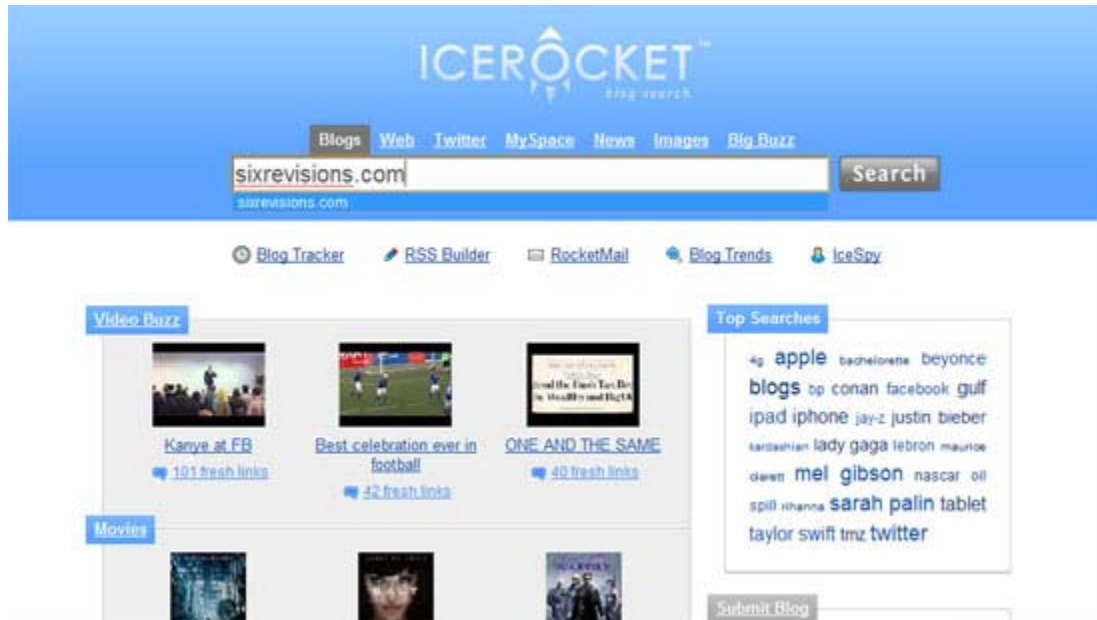 ICEROCKET™
blog search
Blogs Web Twitter MySpace News Images Big Buzz
sixrevisions.com
Search
sixrevisions.com
Blog Tracker RSS Builder RocketMail Blog Trends IceSpy
Video Buzz
Kanye at FB
101 fresh links
Best celebration ever in
football
42 fresh links
ONE AND THE SAME
40 fresh links
Movies
Top Searches
4g apple bachelorette beyonce
blogs bp conan facebook gulf
ipad iphone jay-z justin bieber
kardashian lady gaga lebron maurice
clarett mel gibson nascar oil
spill rihanna sarah palin tablet
taylor swift tmz twitter
Submit Blog